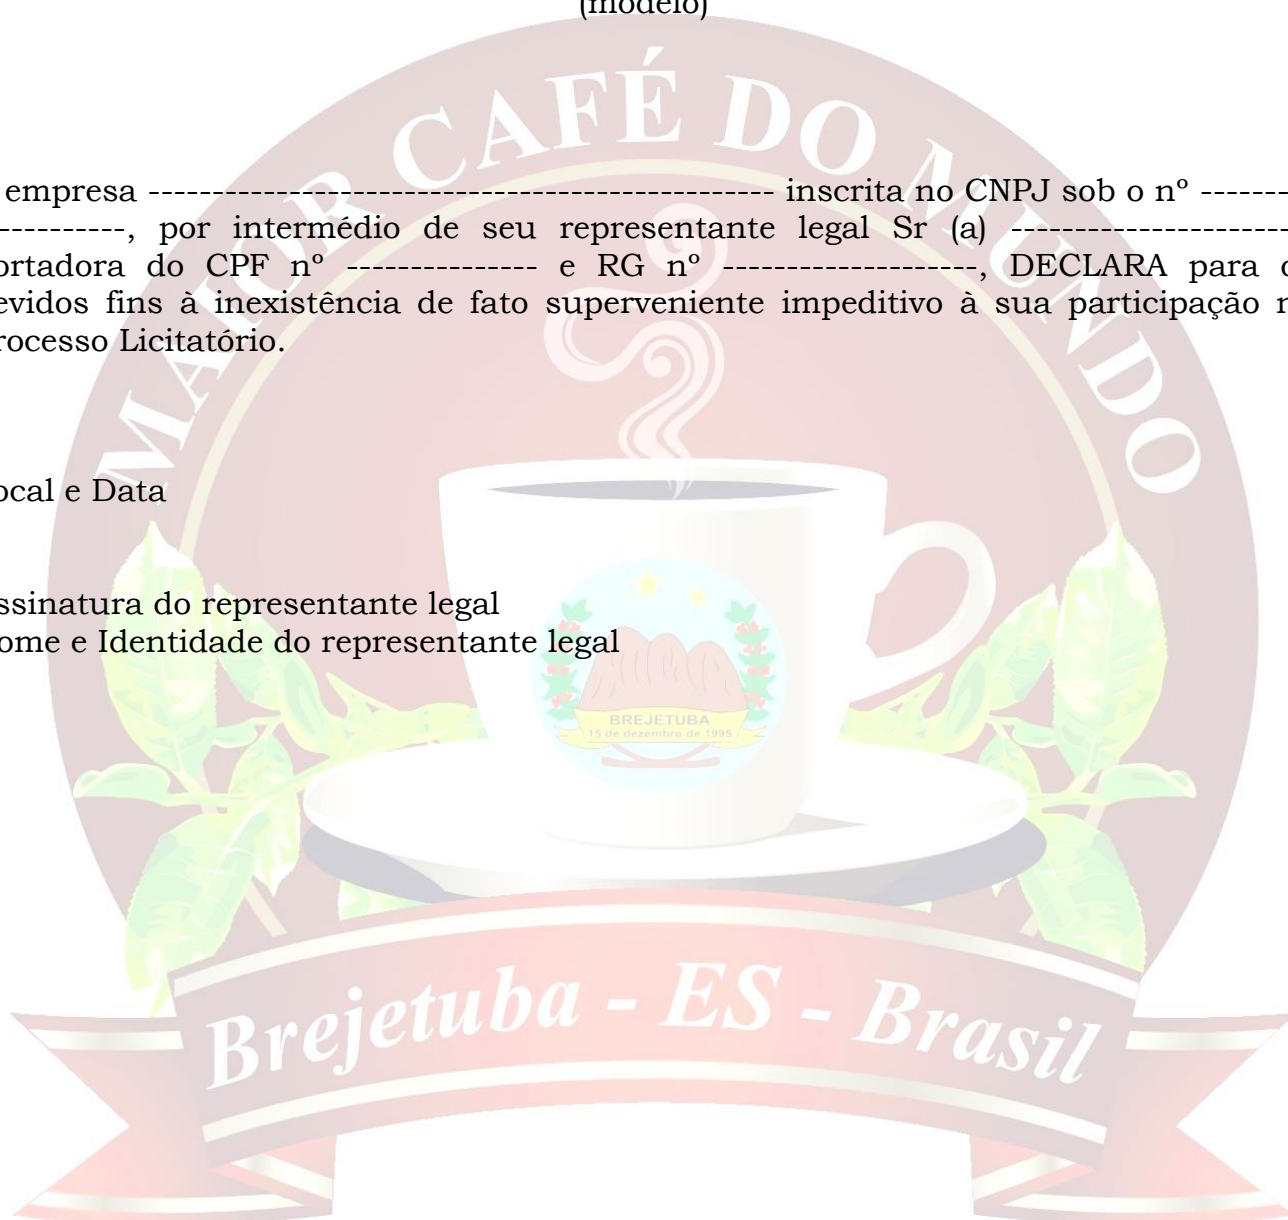 (modelo)
MAIOR CAFÉ DO MUNDO
empresa ------------------------------------------------- inscrita no CNPJ sob o nº -------
----------, por intermédio de seu representante legal Sr (a) ----------------------
ortadora do CPF nº --------------- e RG nº --------------------, DECLARA para
evidos fins à inexistência de fato superveniente impeditivo à sua participação
rocesso Licitatório.
ocal e Data
ssinatura do representante legal
ome e Identidade do representante legal
BREJETUBA
15 de dezembro de 1995
Brejetuba - ES - Brasil